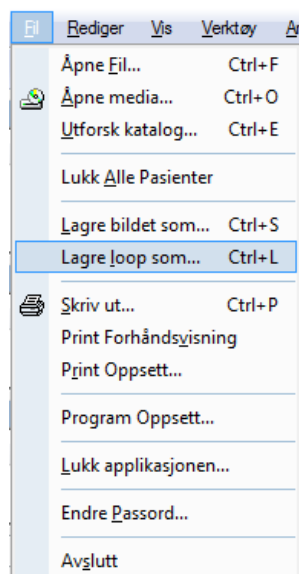 Fil Rediger Vis Verktøy
Åpne Fil... Ctrl+F
Åpne media... Ctrl+O
Utforsk katalog... Ctrl+E
Lukk Alle Pasienter
Lagre bildet som... Ctrl+S
Lagre loop som... Ctrl+L
Skriv ut... Ctrl+P
Print Forhåndsvisning
Print Oppsett...
Program Oppsett...
Lukk applikasjonen...
Endre Passord...
Avslutt